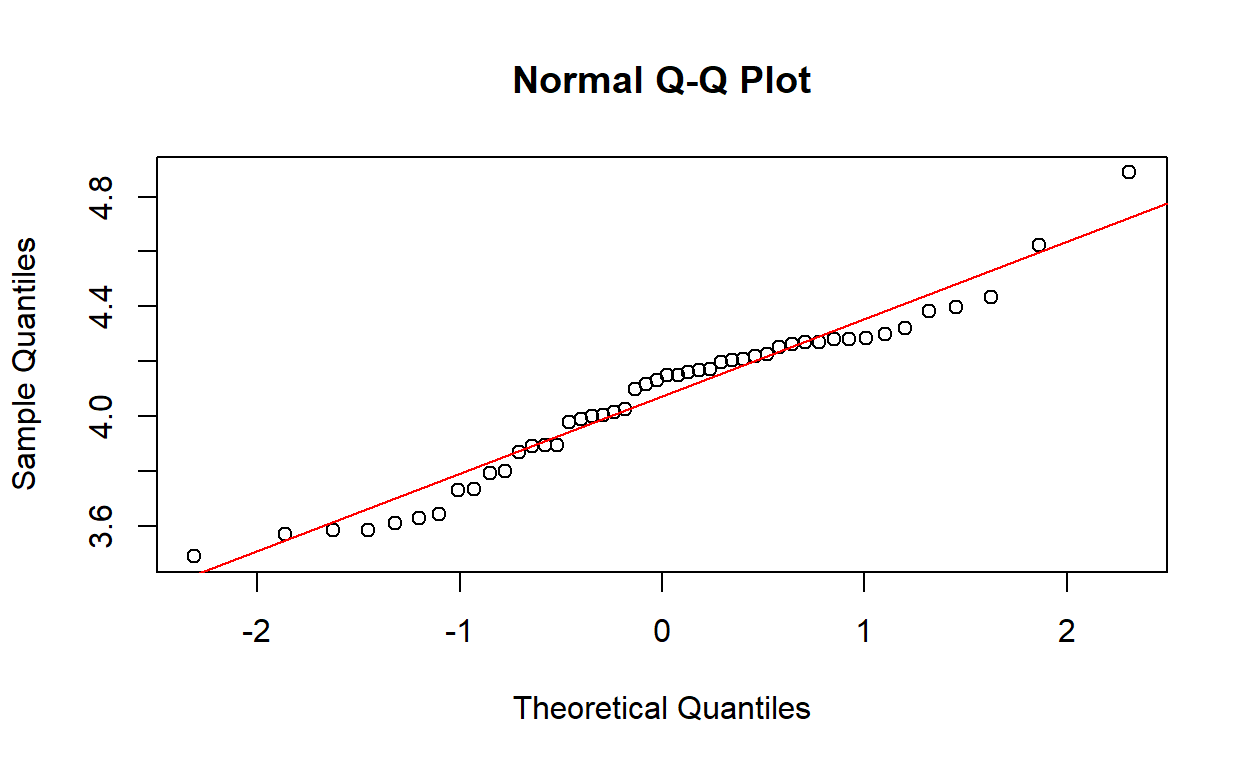 Normal Q-Q Plot
Sample Quantiles
4.8
4.4
4.0
3.6
-2 -1 0 1 2
Theoretical Quantiles